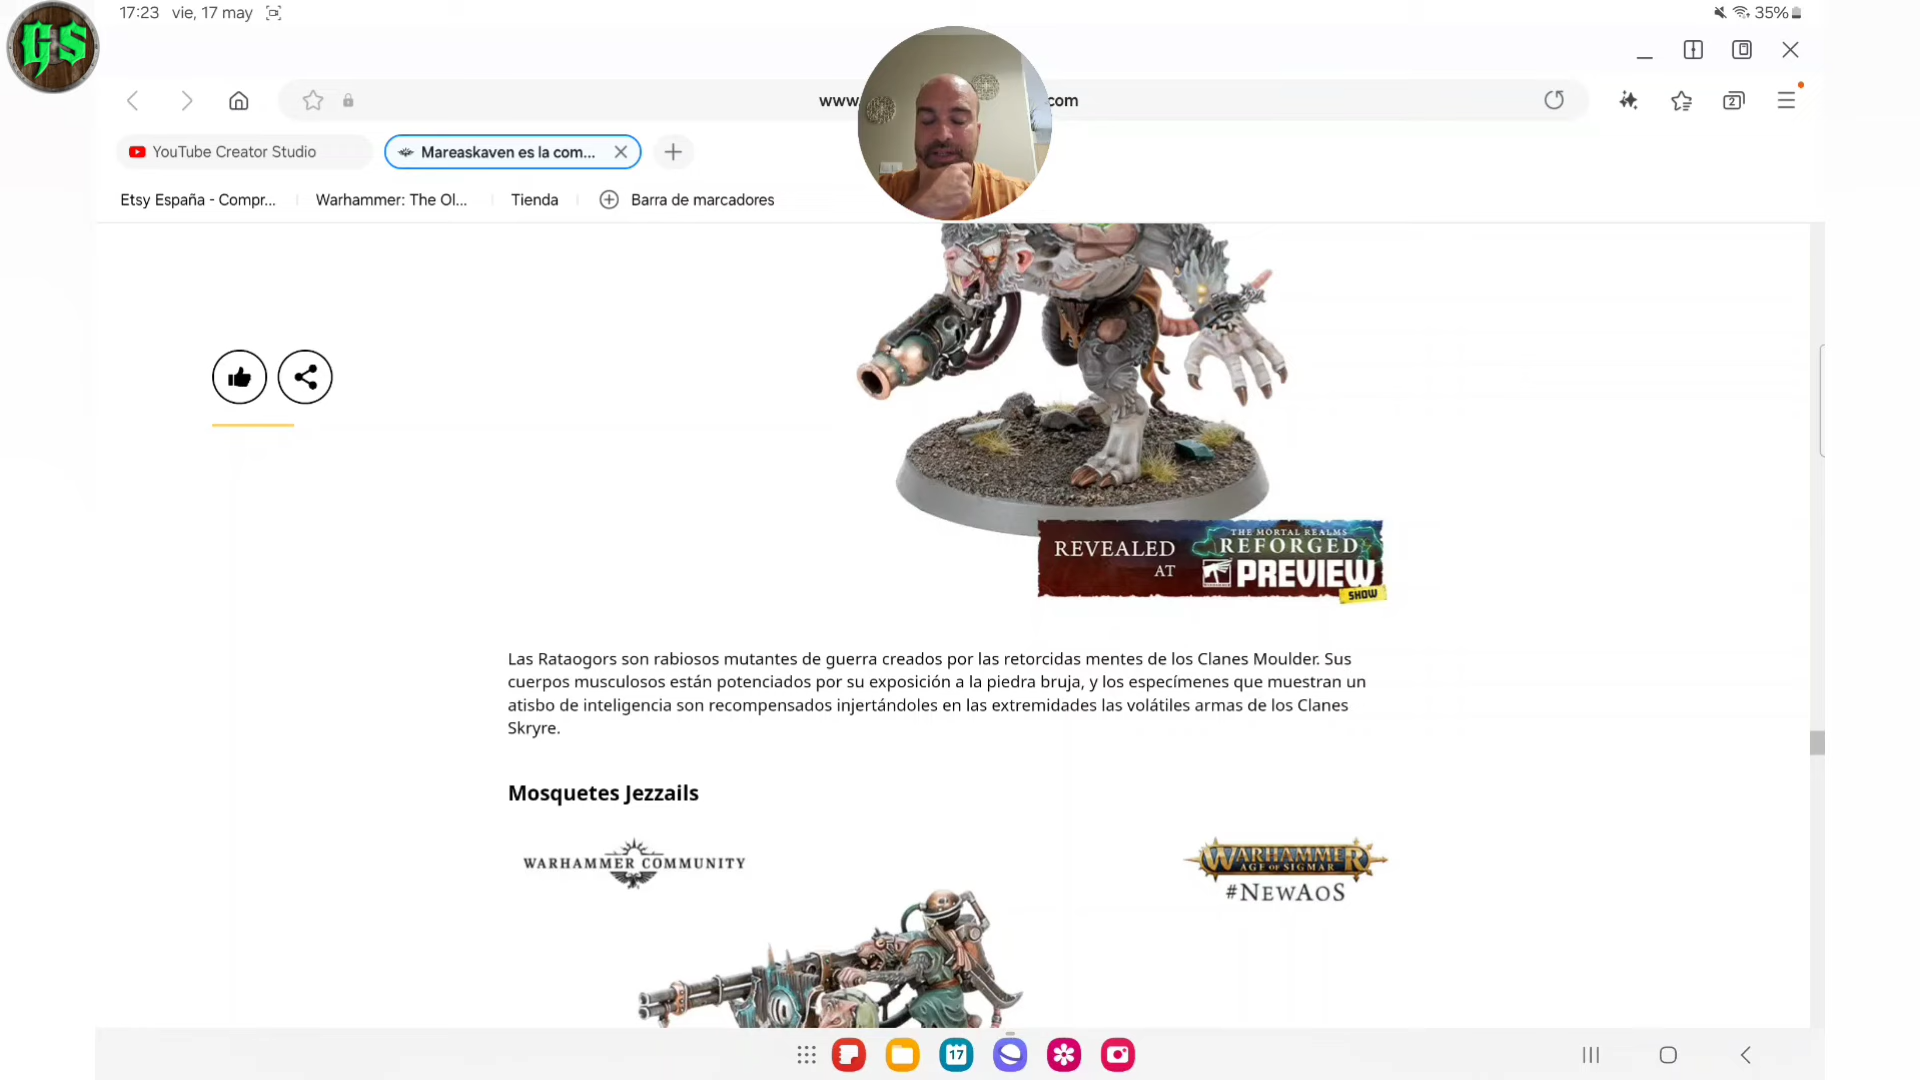 17:23 vie, 17 may
35%
GS
www.
com
2
YouTube Creator Studio
Mareaskaven es la com...
Etsy España - Compr...
Warhammer: The Ol...
Tienda
Barra de marcadores
REVEALED
AT
THE MORTAL REALMS
REFORGED
PREVIEW
SHOW
Las Rataogors son rabiosos mutantes de guerra creados por las retorcidas mentes de los Clanes Moulder. Sus
cuerpos musculosos están potenciados por su exposición a la piedra bruja, y los especímenes que muestran un
atisbo de inteligencia son recompensados injertándoles en las extremidades las volátiles armas de los Clanes
Skryre.
Mosquetes Jezzails
WARHAMMER COMMUNITY
WARHAMMER
AGE OF SIGMAR
#NEWAOS
17